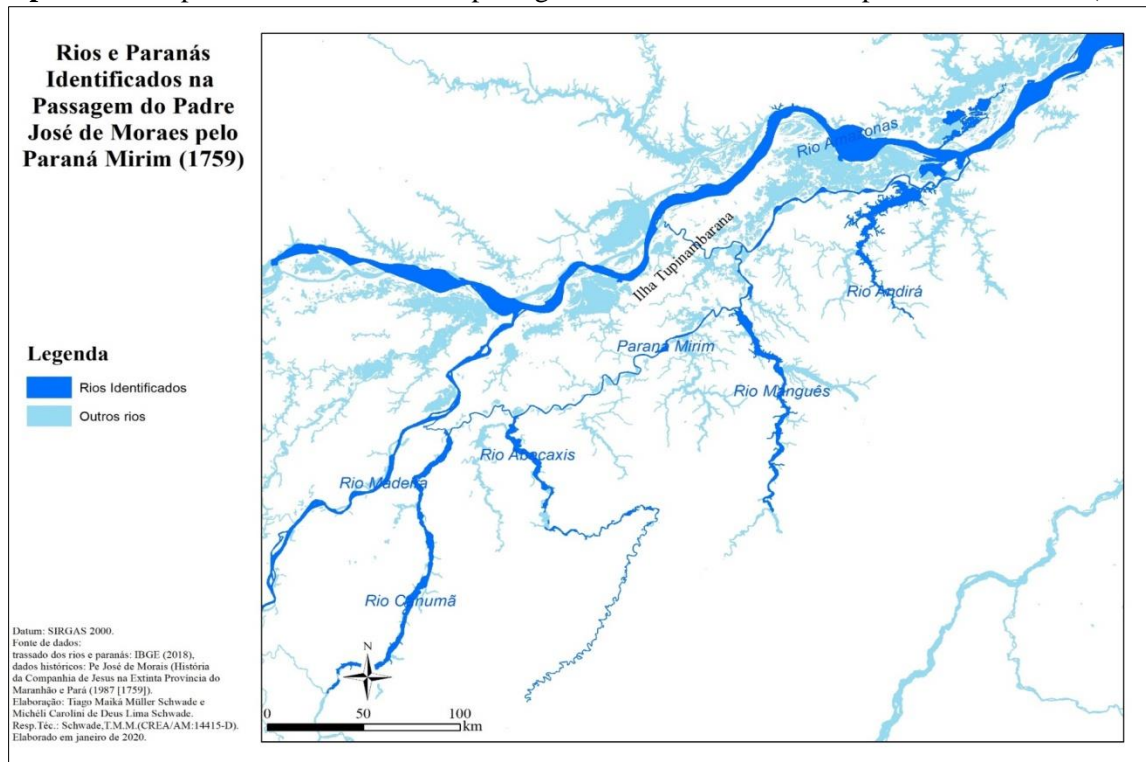 Rios e Paranás
Identificados na
Passagem do Padre
José de Moraes pelo
Paraná Mirim (1759)
Rio Amazonas
Ilha Tupinambarana
Rio Andirá
Paraná Mirim
Rio Manguês
Legenda
Rios Identificados
Outros rios
Rio Abacaxis
Rio Madeira
Rio Canumã
N
0 50 100
km
Datum: SIRGAS 2000.
Fonte de dados:
trassado dos rios e paranás: IBGE (2018),
dados históricos: Pe José de Morais (História
da Companhia de Jesus na Extinta Província do
Maranhão e Pará (1987 [1759]).
Elaboração: Tiago Maiká Müller Schwade e
Michéli Carolini de Deus Lima Schwade.
Resp.Téc.: Schwade,T.M.M.(CREA/AM:14415-D).
Elaborado em janeiro de 2020.